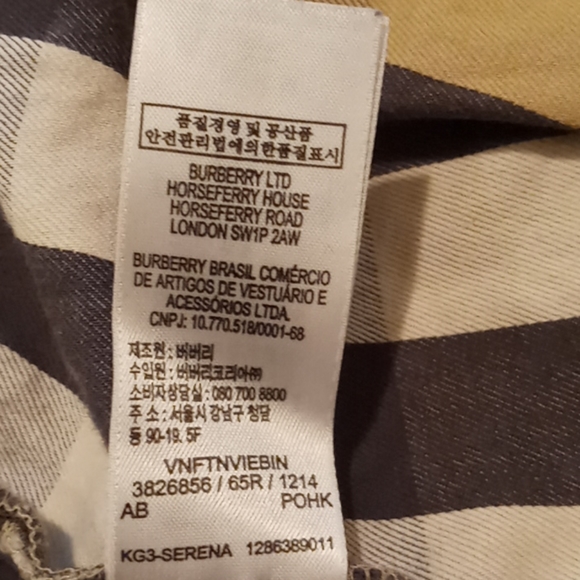 품질경영 및 공산품
안전관리법에의한품질표시
BURBERRY LTD
HORSEFERRY HOUSE
HORSEFERRY ROAD
LONDON SW1P 2AW
BURBERRY BRASIL COMÉRCIO
DE ARTIGOS DE VESTUÁRIO E
ACESSÓRIOS LTDA.
CNPJ: 10.770.518/0001-68
제조원 : 버버리
수입원 : 버버리코리아㈜
소비자상담실 : 080 700 8800
주 소 : 서울시 강남구 청담
동 90-19. 5F
VNFTNVIEBIN
3826856 / 65R / 1214
AB POHK
KG3-SERENA 1286389011